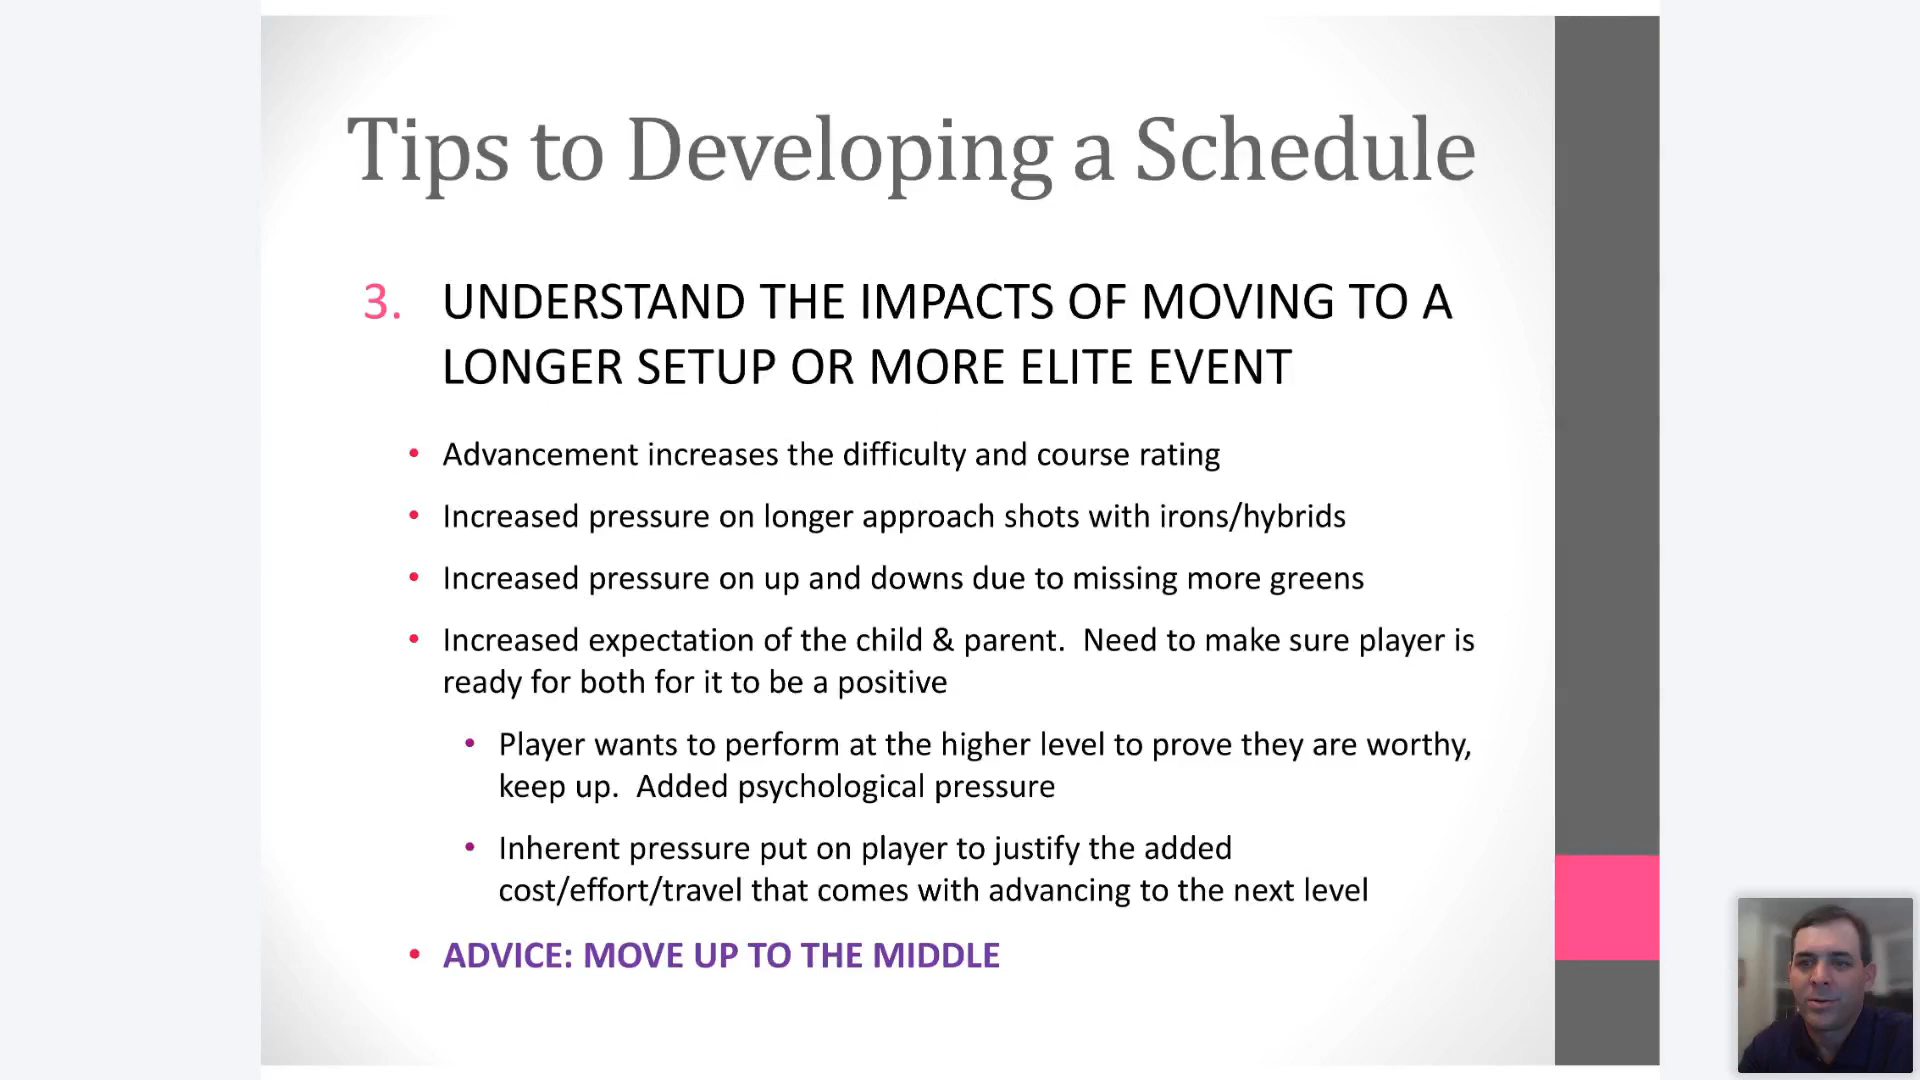 Tips to Developing a Schedule
3. UNDERSTAND THE IMPACTS OF MOVING TO A
LONGER SETUP OR MORE ELITE EVENT
• Advancement increases the difficulty and course rating
• Increased pressure on longer approach shots with irons/hybrids
• Increased pressure on up and downs due to missing more greens
• Increased expectation of the child & parent.  Need to make sure player is
ready for both for it to be a positive
• Player wants to perform at the higher level to prove they are worthy,
keep up.  Added psychological pressure
• Inherent pressure put on player to justify the added
cost/effort/travel that comes with advancing to the next level
• ADVICE: MOVE UP TO THE MIDDLE